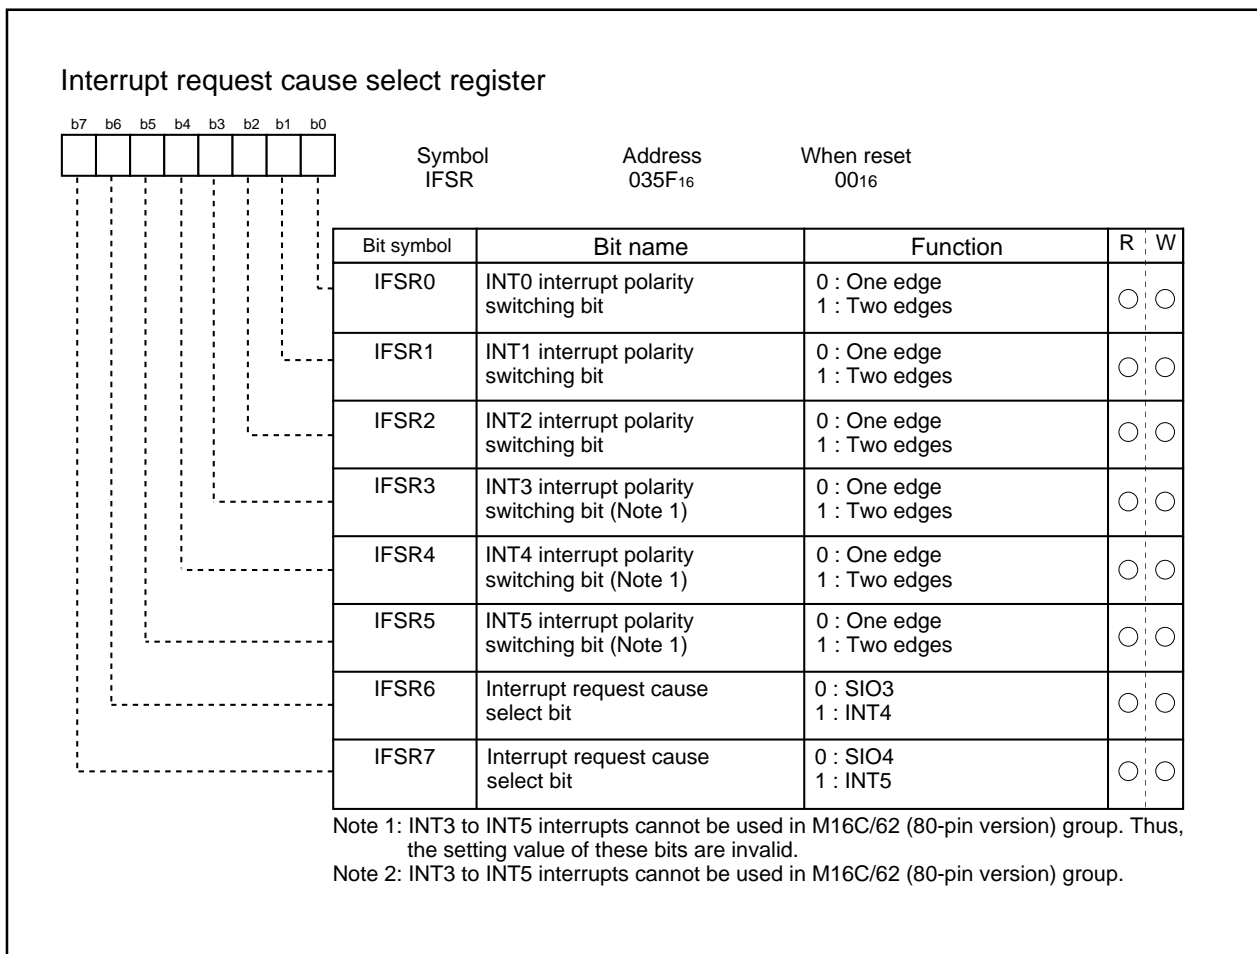 Interrupt request cause select register
b7 b6 b5 b4 b3 b2 b1 b0
Symbol Address When reset
IFSR 035F16 0016
Bit symbol Bit name Function R W
IFSR0 INT0 interrupt polarity 0 : One edge
switching bit 1 : Two edges
IFSR1 INT1 interrupt polarity 0 : One edge
switching bit 1 : Two edges
IFSR2 INT2 interrupt polarity 0 : One edge
switching bit 1 : Two edges
IFSR3 INT3 interrupt polarity 0 : One edge
switching bit (Note 1) 1 : Two edges
IFSR4 INT4 interrupt polarity 0 : One edge
switching bit (Note 1) 1 : Two edges
IFSR5 INT5 interrupt polarity 0 : One edge
switching bit (Note 1) 1 : Two edges
IFSR6 Interrupt request cause 0 : SIO3
select bit 1 : INT4
IFSR7 Interrupt request cause 0 : SIO4
select bit 1 : INT5
Note 1: INT3 to INT5 interrupts cannot be used in M16C/62 (80-pin version) group. Thus,
the setting value of these bits are invalid.
Note 2: INT3 to INT5 interrupts cannot be used in M16C/62 (80-pin version) group.